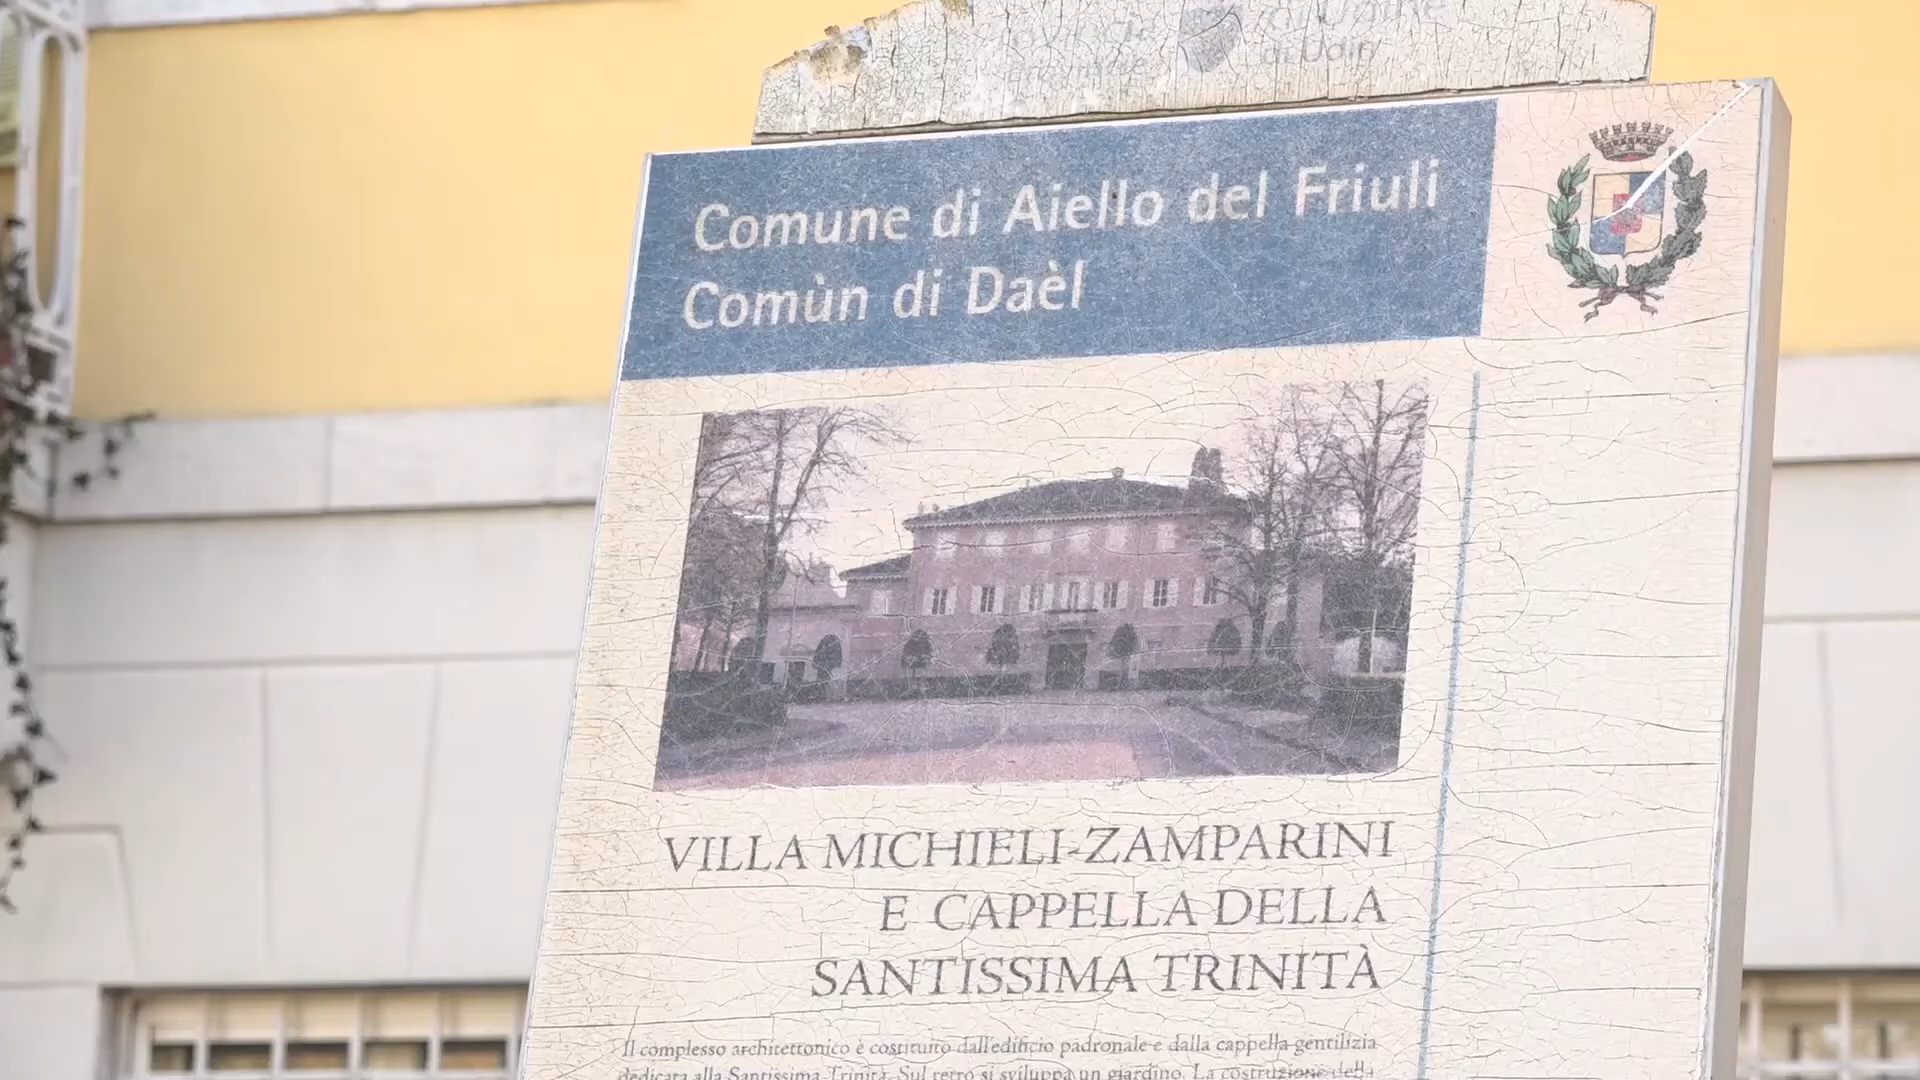 di Udin
Comune di Aiello del Friuli
Comùn di Daèl
VILLA MICHIELI-ZAMPARINI
E CAPPELLA DELLA
SANTISSIMA TRINITÀ
Il complesso architettonico è costituito dall'edificio padronale e dalla cappella gentilizia
dedicata alla Santissima Trinità. Sul retro si sviluppa un giardino. La costruzione della